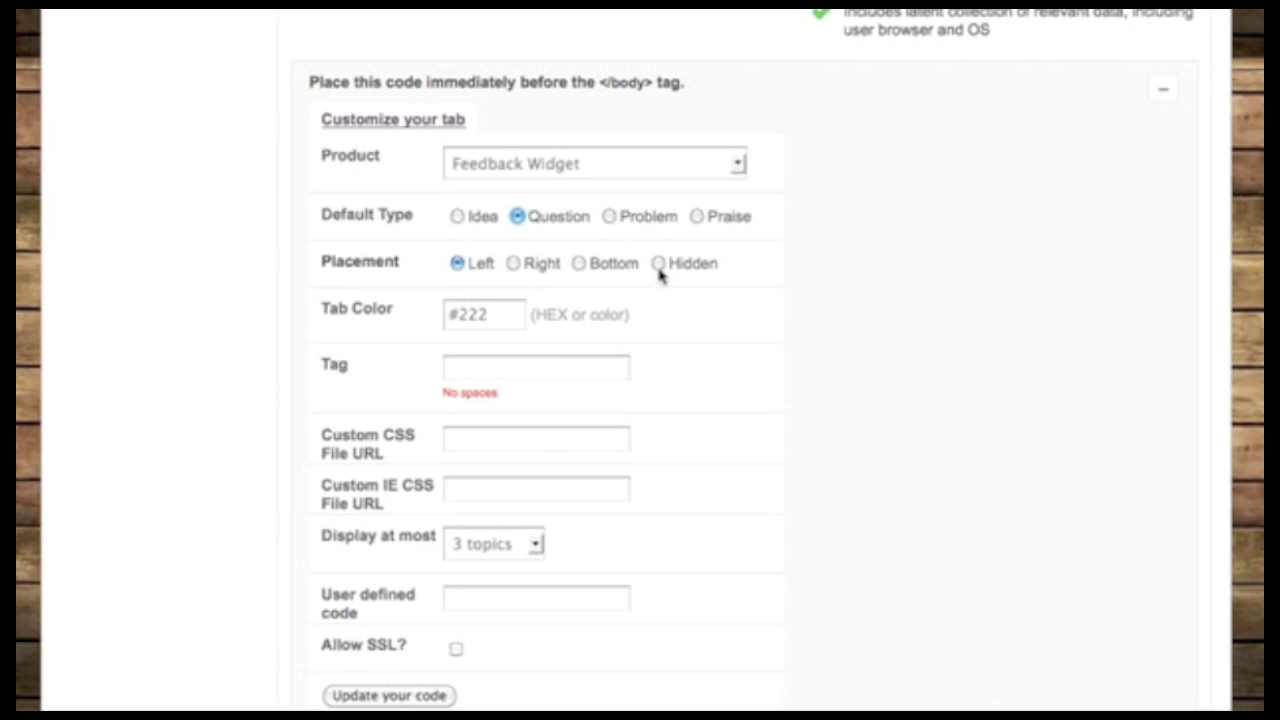 Includes latent collection of relevant data, including
user browser and OS
Place this code immediately before the </body> tag.
Customize your tab
Product
Feedback Widget
Default Type
Idea Question Problem Praise
Placement
Left Right Bottom Hidden
Tab Color
#222 (HEX or color)
Tag
No spaces
Custom CSS
File URL
Custom IE CSS
File URL
Display at most
3 topics
User defined
code
Allow SSL?
Update your code